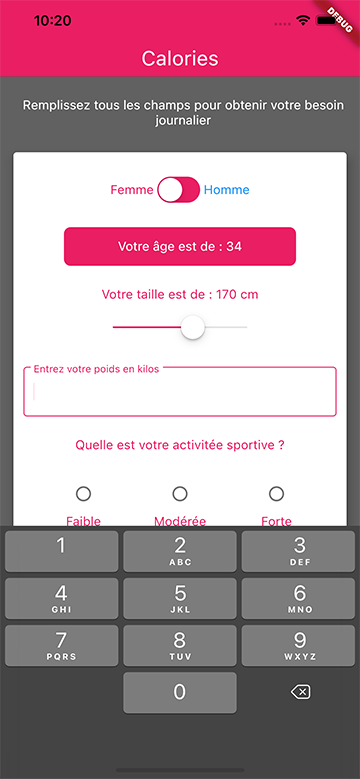 10:20
DEBUG
Calories
Remplissez tous les champs pour obtenir votre besoin
journalier
Femme Homme
Votre âge est de : 34
Votre taille est de : 170 cm
Entrez votre poids en kilos
Quelle est votre activitée sportive ?
Faible Modérée Forte
1 2 3
ABC DEF
4 5 6
GHI JKL MNO
7 8 9
PQRS TUV WXYZ
0